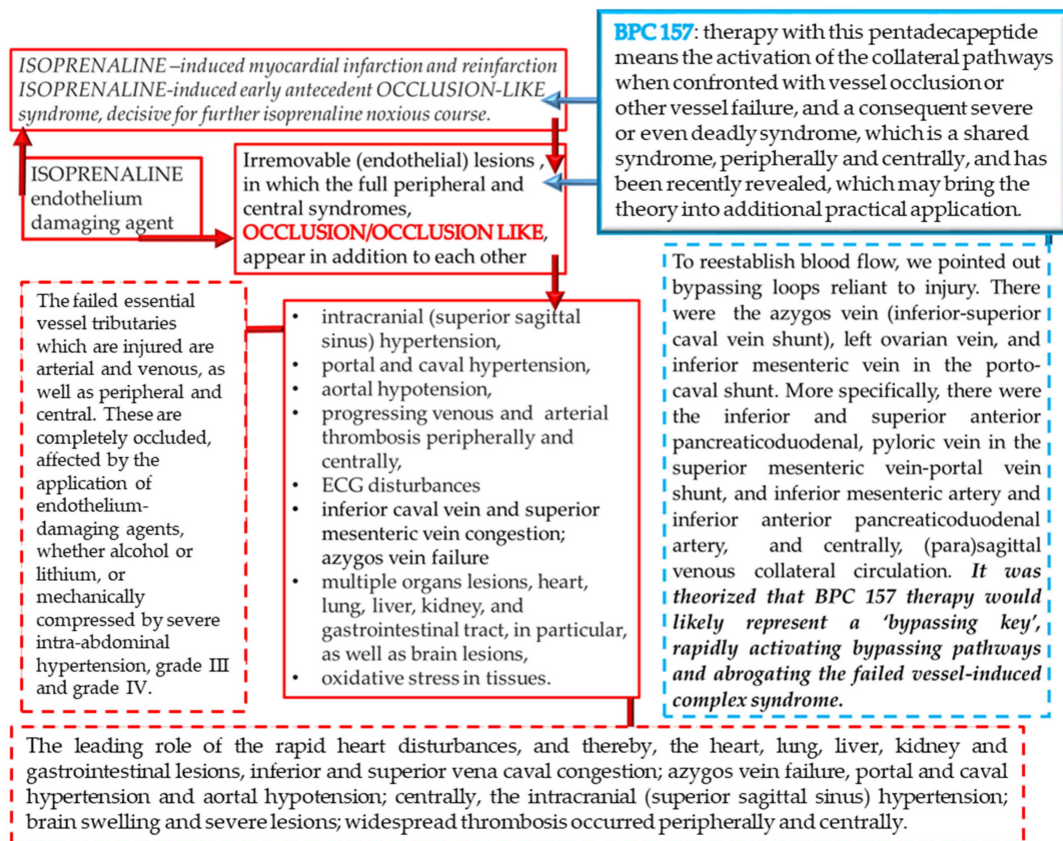 ISOPRENALINE –induced myocardial infarction and reinfarction
ISOPRENALINE-induced early antecedent OCCLUSION-LIKE
syndrome, decisive for further isoprenaline noxious course.
BPC 157: therapy with this pentadecapeptide
means the activation of the collateral pathways
when confronted with vessel occlusion or
other vessel failure, and a consequent severe
or even deadly syndrome, which is a shared
syndrome, peripherally and centrally, and has
been recently revealed, which may bring the
theory into additional practical application.
ISOPRENALINE
endothelium
damaging agent
Irremovable (endothelial) lesions ,
in which the full peripheral and
central syndromes,
OCCLUSION/OCCLUSION LIKE,
appear in addition to each other
The failed essential
vessel tributaries
which are injured are
arterial and venous, as
well as peripheral and
central. These are
completely occluded,
affected by the
application of
endothelium-
damaging agents,
whether alcohol or
lithium, or
mechanically
compressed by severe
intra-abdominal
hypertension, grade III
and grade IV.
• intracranial (superior sagittal
sinus) hypertension,
• portal and caval hypertension,
• aortal hypotension,
• progressing venous and arterial
thrombosis peripherally and
centrally,
• ECG disturbances
• inferior caval vein and superior
mesenteric vein congestion;
azygos vein failure
• multiple organs lesions, heart,
lung, liver, kidney, and
gastrointestinal tract, in particular,
as well as brain lesions,
• oxidative stress in tissues.
To reestablish blood flow, we pointed out
bypassing loops reliant to injury. There
were the azygos vein (inferior-superior
caval vein shunt), left ovarian vein, and
inferior mesenteric vein in the porto-
caval shunt. More specifically, there were
the inferior and superior anterior
pancreaticoduodenal, pyloric vein in the
superior mesenteric vein-portal vein
shunt, and inferior mesenteric artery and
inferior anterior pancreaticoduodenal
artery, and centrally, (para)sagittal
venous collateral circulation. It was
theorized that BPC 157 therapy would
likely represent a 'bypassing key',
rapidly activating bypassing pathways
and abrogating the failed vessel-induced
complex syndrome.
The leading role of the rapid heart disturbances, and thereby, the heart, lung, liver, kidney and
gastrointestinal lesions, inferior and superior vena caval congestion; azygos vein failure, portal and caval
hypertension and aortal hypotension; centrally, the intracranial (superior sagittal sinus) hypertension;
brain swelling and severe lesions; widespread thrombosis occurred peripherally and centrally.